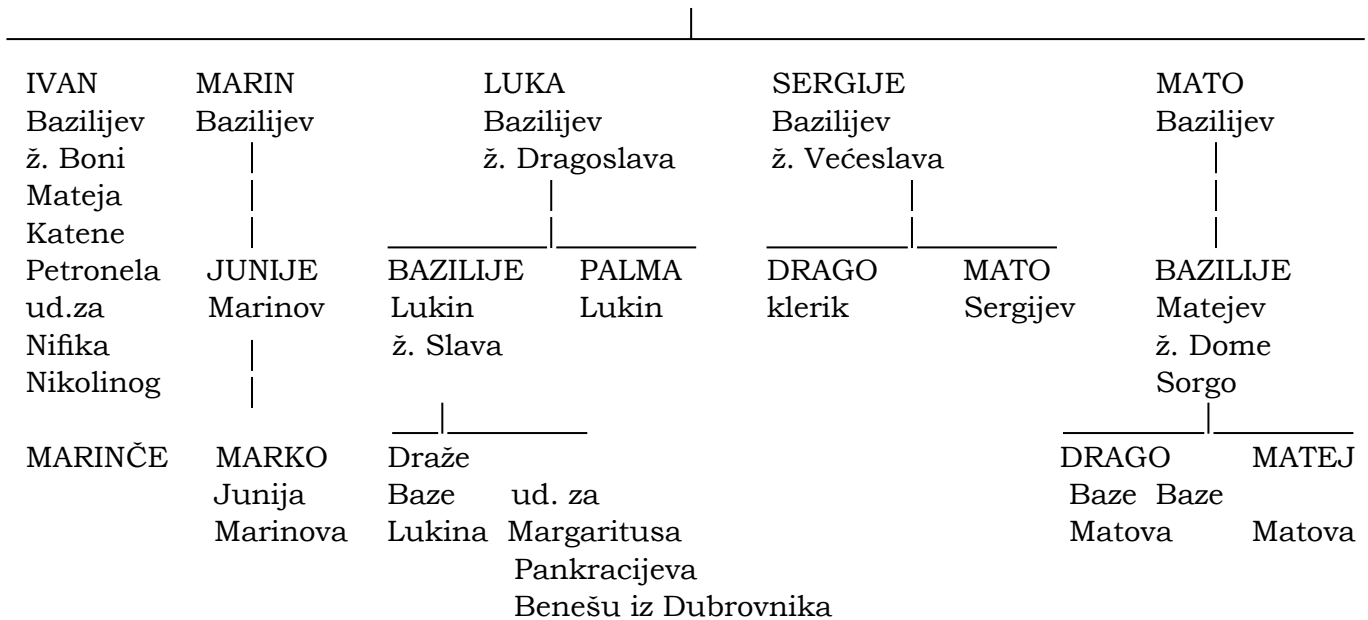 IVAN MARIN LUKA SERGIJE MATO
Bazilijev Bazilijev Bazilijev Bazilijev Bazilijev
ž. Boni ž. Dragoslava ž. Većeslava
Mateja
Katene
Petronela JUNIJE BAZILIJE PALMA DRAGO MATO BAZILIJE
ud.za Marinov Lukin Lukin klerik Sergijev Matejev
Nifika ž. Slava ž. Dome
Nikolinog Sorgo
MARINČE MARKO Draže DRAGO MATEJ
Junija Baze ud. za Baze Baze
Marinova Lukina Margaritusa Matova Matova
Pankracijeva
Benešu iz Dubrovnika